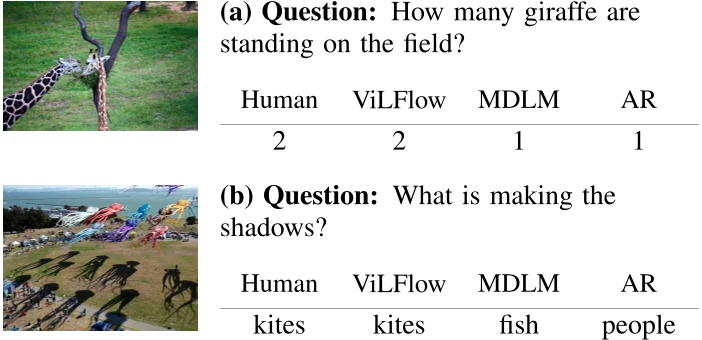 (a) Question: How many giraffe are
standing on the field?
Human ViLFlow MDLM AR
2 2 1 1
(b) Question: What is making the
shadows?
Human ViLFlow MDLM AR
kites kites fish people